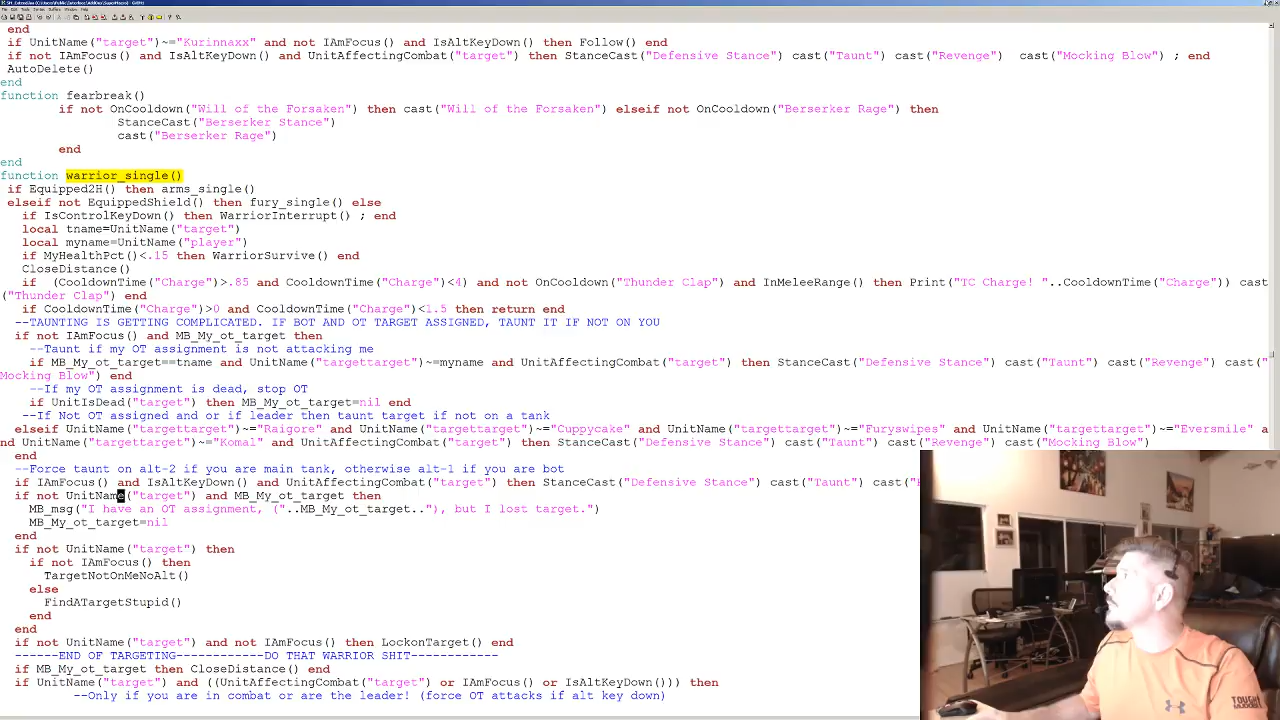 end
if UnitName("target")~="Kurinnaxx" and not IAmFocus() and IsAltKeyDown() then Follow() end
if not IAmFocus() and IsAltKeyDown() and UnitAffectingCombat("target") then StanceCast("Defensive Stance") cast("Taunt") cast("Revenge")  cast("Mocking Blow") ; end
AutoDelete()
end
function fearbreak()
if not OnCooldown("Will of the Forsaken") then cast("Will of the Forsaken") elseif not OnCooldown("Berserker Rage") then
StanceCast("Berserker Stance")
cast("Berserker Rage")
end
end
function warrior_single()
if Equipped2H() then arms_single()
elseif not EquippedShield() then fury_single() else
if IsControlKeyDown() then WarriorInterrupt() ; end
local tname=UnitName("target")
local myname=UnitName("player")
if MyHealthPct()<.15 then WarriorSurvive() end
CloseDistance()
if  (CooldownTime("Charge")>.85 and CooldownTime("Charge")<4) and not OnCooldown("Thunder Clap") and InMeleeRange() then Print("TC Charge! "..CooldownTime("Charge")) cast
("Thunder Clap") end
if CooldownTime("Charge")>0 and CooldownTime("Charge")<1.5 then return end
--TAUNTING IS GETTING COMPLICATED. IF BOT AND OT TARGET ASSIGNED, TAUNT IT IF NOT ON YOU
if not IAmFocus() and MB_My_ot_target then
--Taunt if my OT assignment is not attacking me
if MB_My_ot_target==tname and UnitName("targettarget")~=myname and UnitAffectingCombat("target") then StanceCast("Defensive Stance") cast("Taunt") cast("Revenge") cast("
Mocking Blow") end
--If my OT assignment is dead, stop OT
if UnitIsDead("target") then MB_My_ot_target=nil end
--If Not OT assigned and or if leader then taunt target if not on a tank
elseif UnitName("targettarget")~="Raigore" and UnitName("targettarget")~="Cuppycake" and UnitName("targettarget")~="Furyswipes" and UnitName("targettarget")~="Eversmile" a
nd UnitName("targettarget")~="Komal" and UnitAffectingCombat("target") then StanceCast("Defensive Stance") cast("Taunt") cast("Revenge") cast("Mocking Blow")
end
--Force taunt on alt-2 if you are main tank, otherwise alt-1 if you are bot
if IAmFocus() and IsAltKeyDown() and UnitAffectingCombat("target") then StanceCast("Defensive Stance") cast("Taunt") cast("
if not UnitName("target") and MB_My_ot_target then
MB_msg("I have an OT assignment, ("..MB_My_ot_target.."), but I lost target.")
MB_My_ot_target=nil
end
if not UnitName("target") then
if not IAmFocus() then
TargetNotOnMeNoAlt()
else
FindATargetStupid()
end
end
if not UnitName("target") and not IAmFocus() then LockonTarget() end
------END OF TARGETING------------DO THAT WARRIOR SHIT------------
if MB_My_ot_target then CloseDistance() end
if UnitName("target") and ((UnitAffectingCombat("target") or IAmFocus() or IsAltKeyDown())) then
--Only if you are in combat or are the leader! (force OT attacks if alt key down)